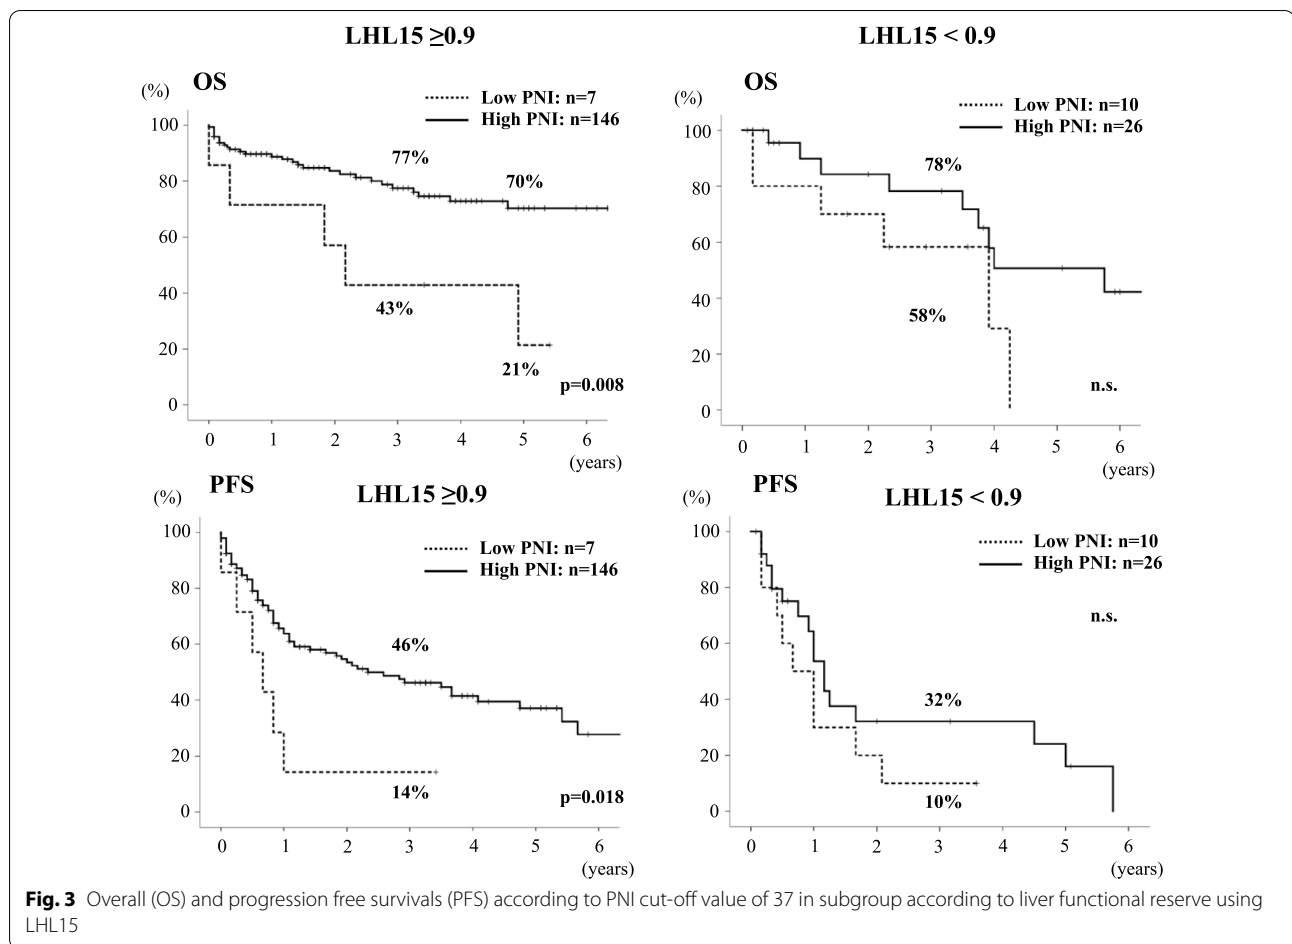 LHL15 ≥0.9
(%)
OS
Low PNI: n=7
High PNI: n=146
100
80
60
40
20
0
77%
70%
43%
21%
p=0.008
0 1 2 3 4 5 6
(years)
LHL15 < 0.9
(%)
OS
Low PNI: n=10
High PNI: n=26
100
80
60
40
20
0
78%
58%
n.s.
0 1 2 3 4 5 6
(years)
(%)
PFS
LHL15 ≥0.9
Low PNI: n=7
High PNI: n=146
100
80
60
40
20
0
46%
14%
p=0.018
0 1 2 3 4 5 6
(years)
(%)
PFS
LHL15 < 0.9
Low PNI: n=10
High PNI: n=26
n.s.
100
80
60
40
20
0
32%
10%
0 1 2 3 4 5 6
(years)
Fig. 3 Overall (OS) and progression free survivals (PFS) according to PNI cut-off value of 37 in subgroup according to liver functional reserve using
LHL15